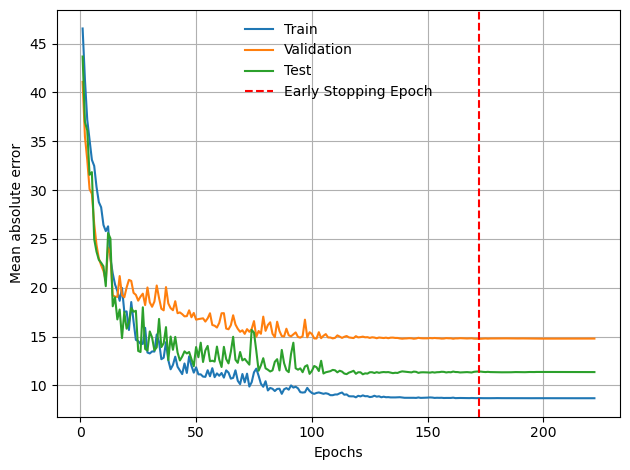 Train
Validation
Test
Early Stopping Epoch
45
40
35
30
25
20
15
10
Mean absolute error
0 50 100 150 200
Epochs